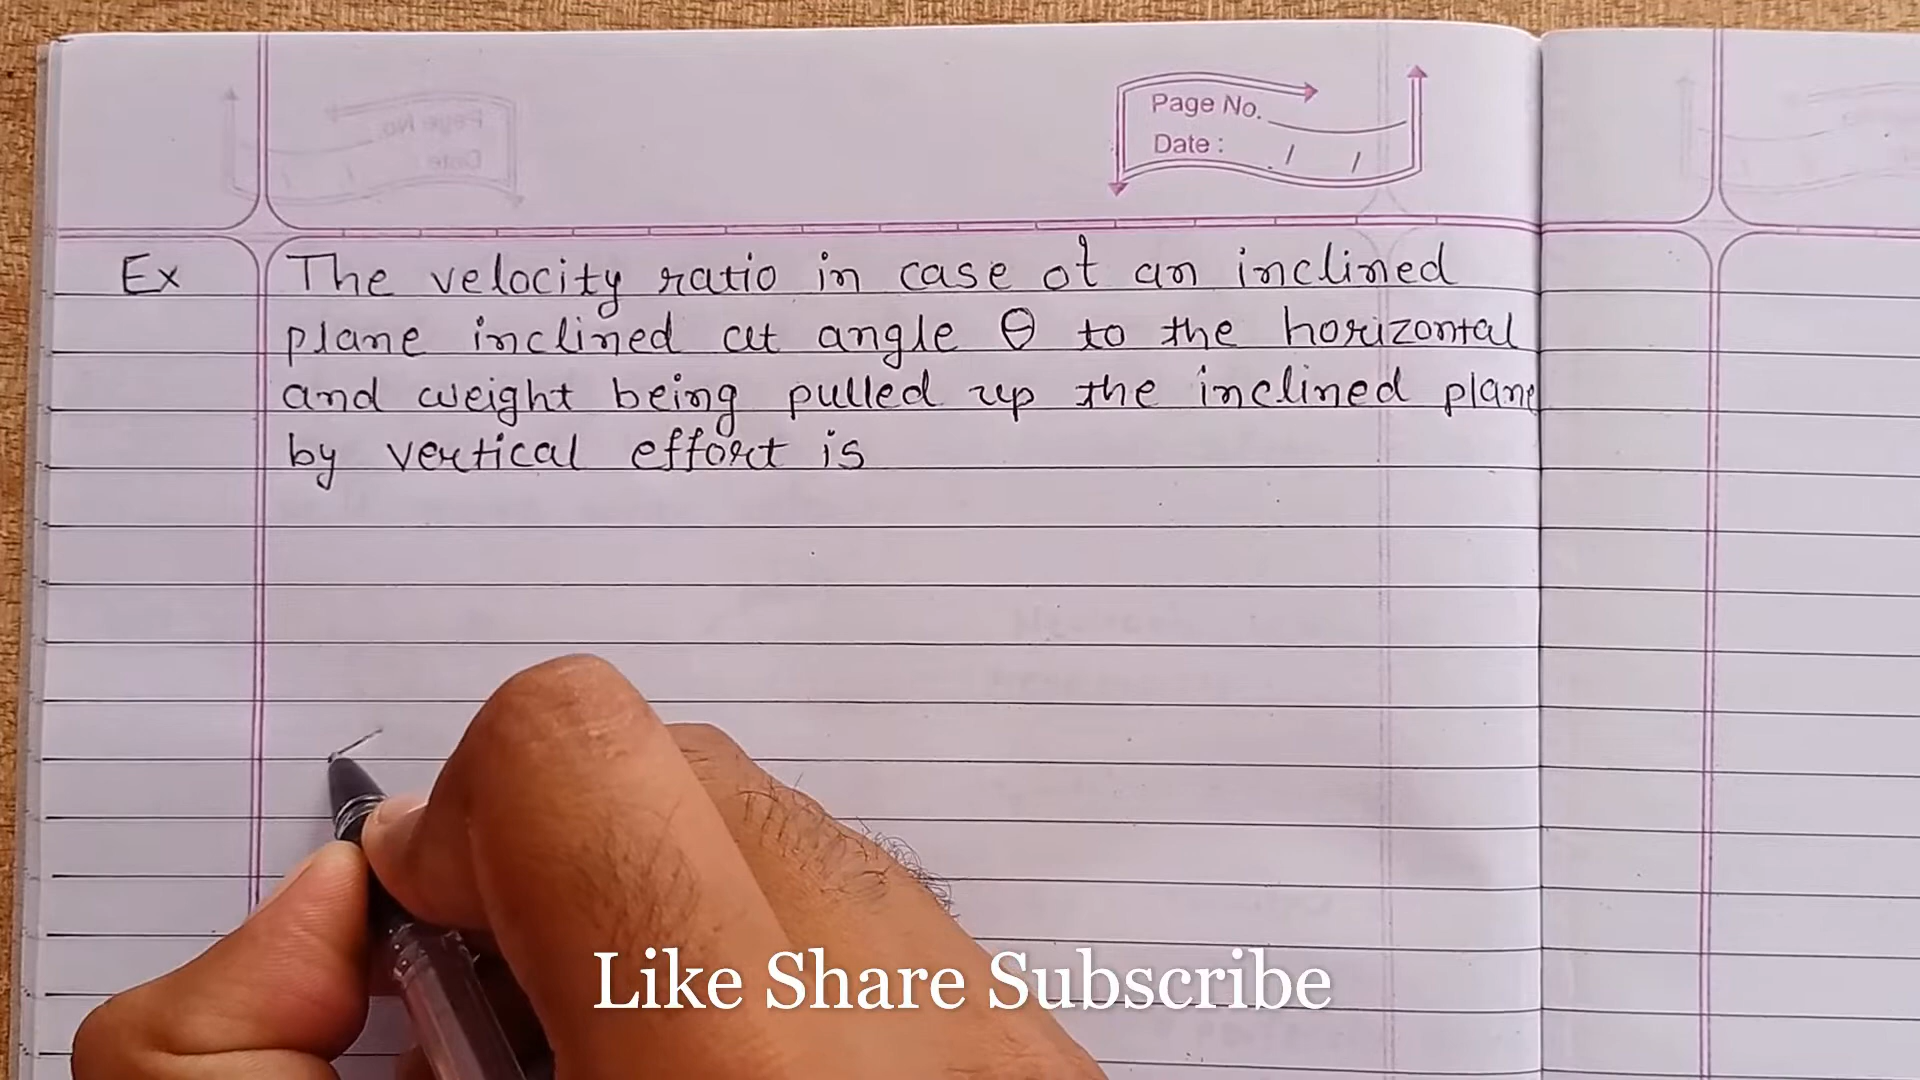 Page No.
Date : / /
Ex The velocity ratio in case of an inclined
plane inclined at angle θ to the horizontal
and weight being pulled up the inclined plane
by vertical effort is
Like Share Subscribe